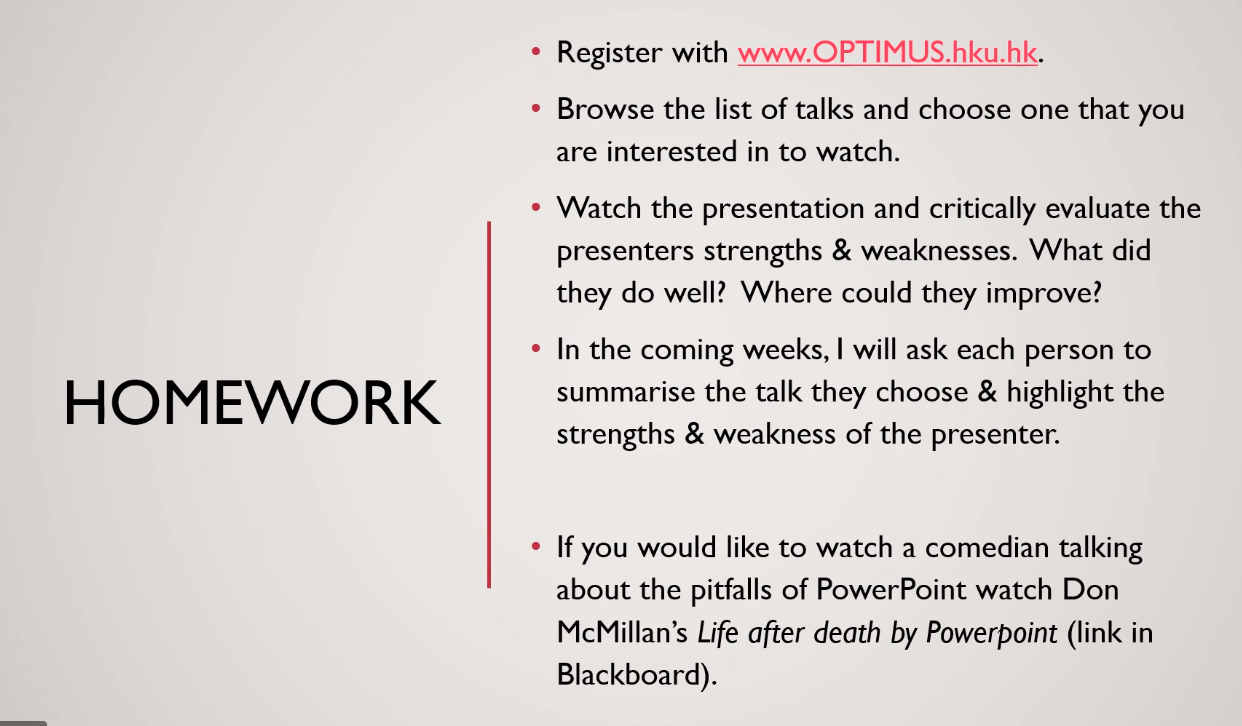 HOMEWORK
• Register with www.OPTIMUS.hku.hk.
• Browse the list of talks and choose one that you
are interested in to watch.
• Watch the presentation and critically evaluate the
presenters strengths & weaknesses.  What did
they do well?  Where could they improve?
• In the coming weeks, I will ask each person to
summarise the talk they choose & highlight the
strengths & weakness of the presenter.
• If you would like to watch a comedian talking
about the pitfalls of PowerPoint watch Don
McMillan’s Life after death by Powerpoint (link in
Blackboard).